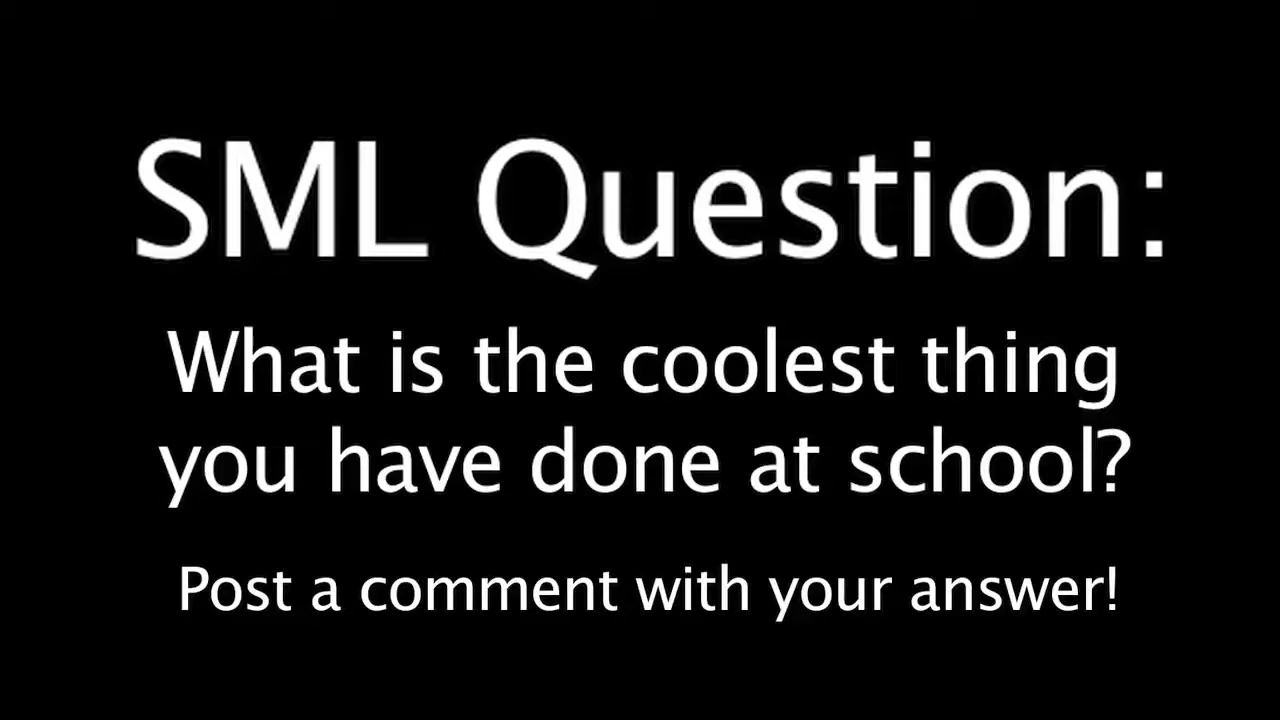 SML Question:
What is the coolest thing
you have done at school?
Post a comment with your answer!